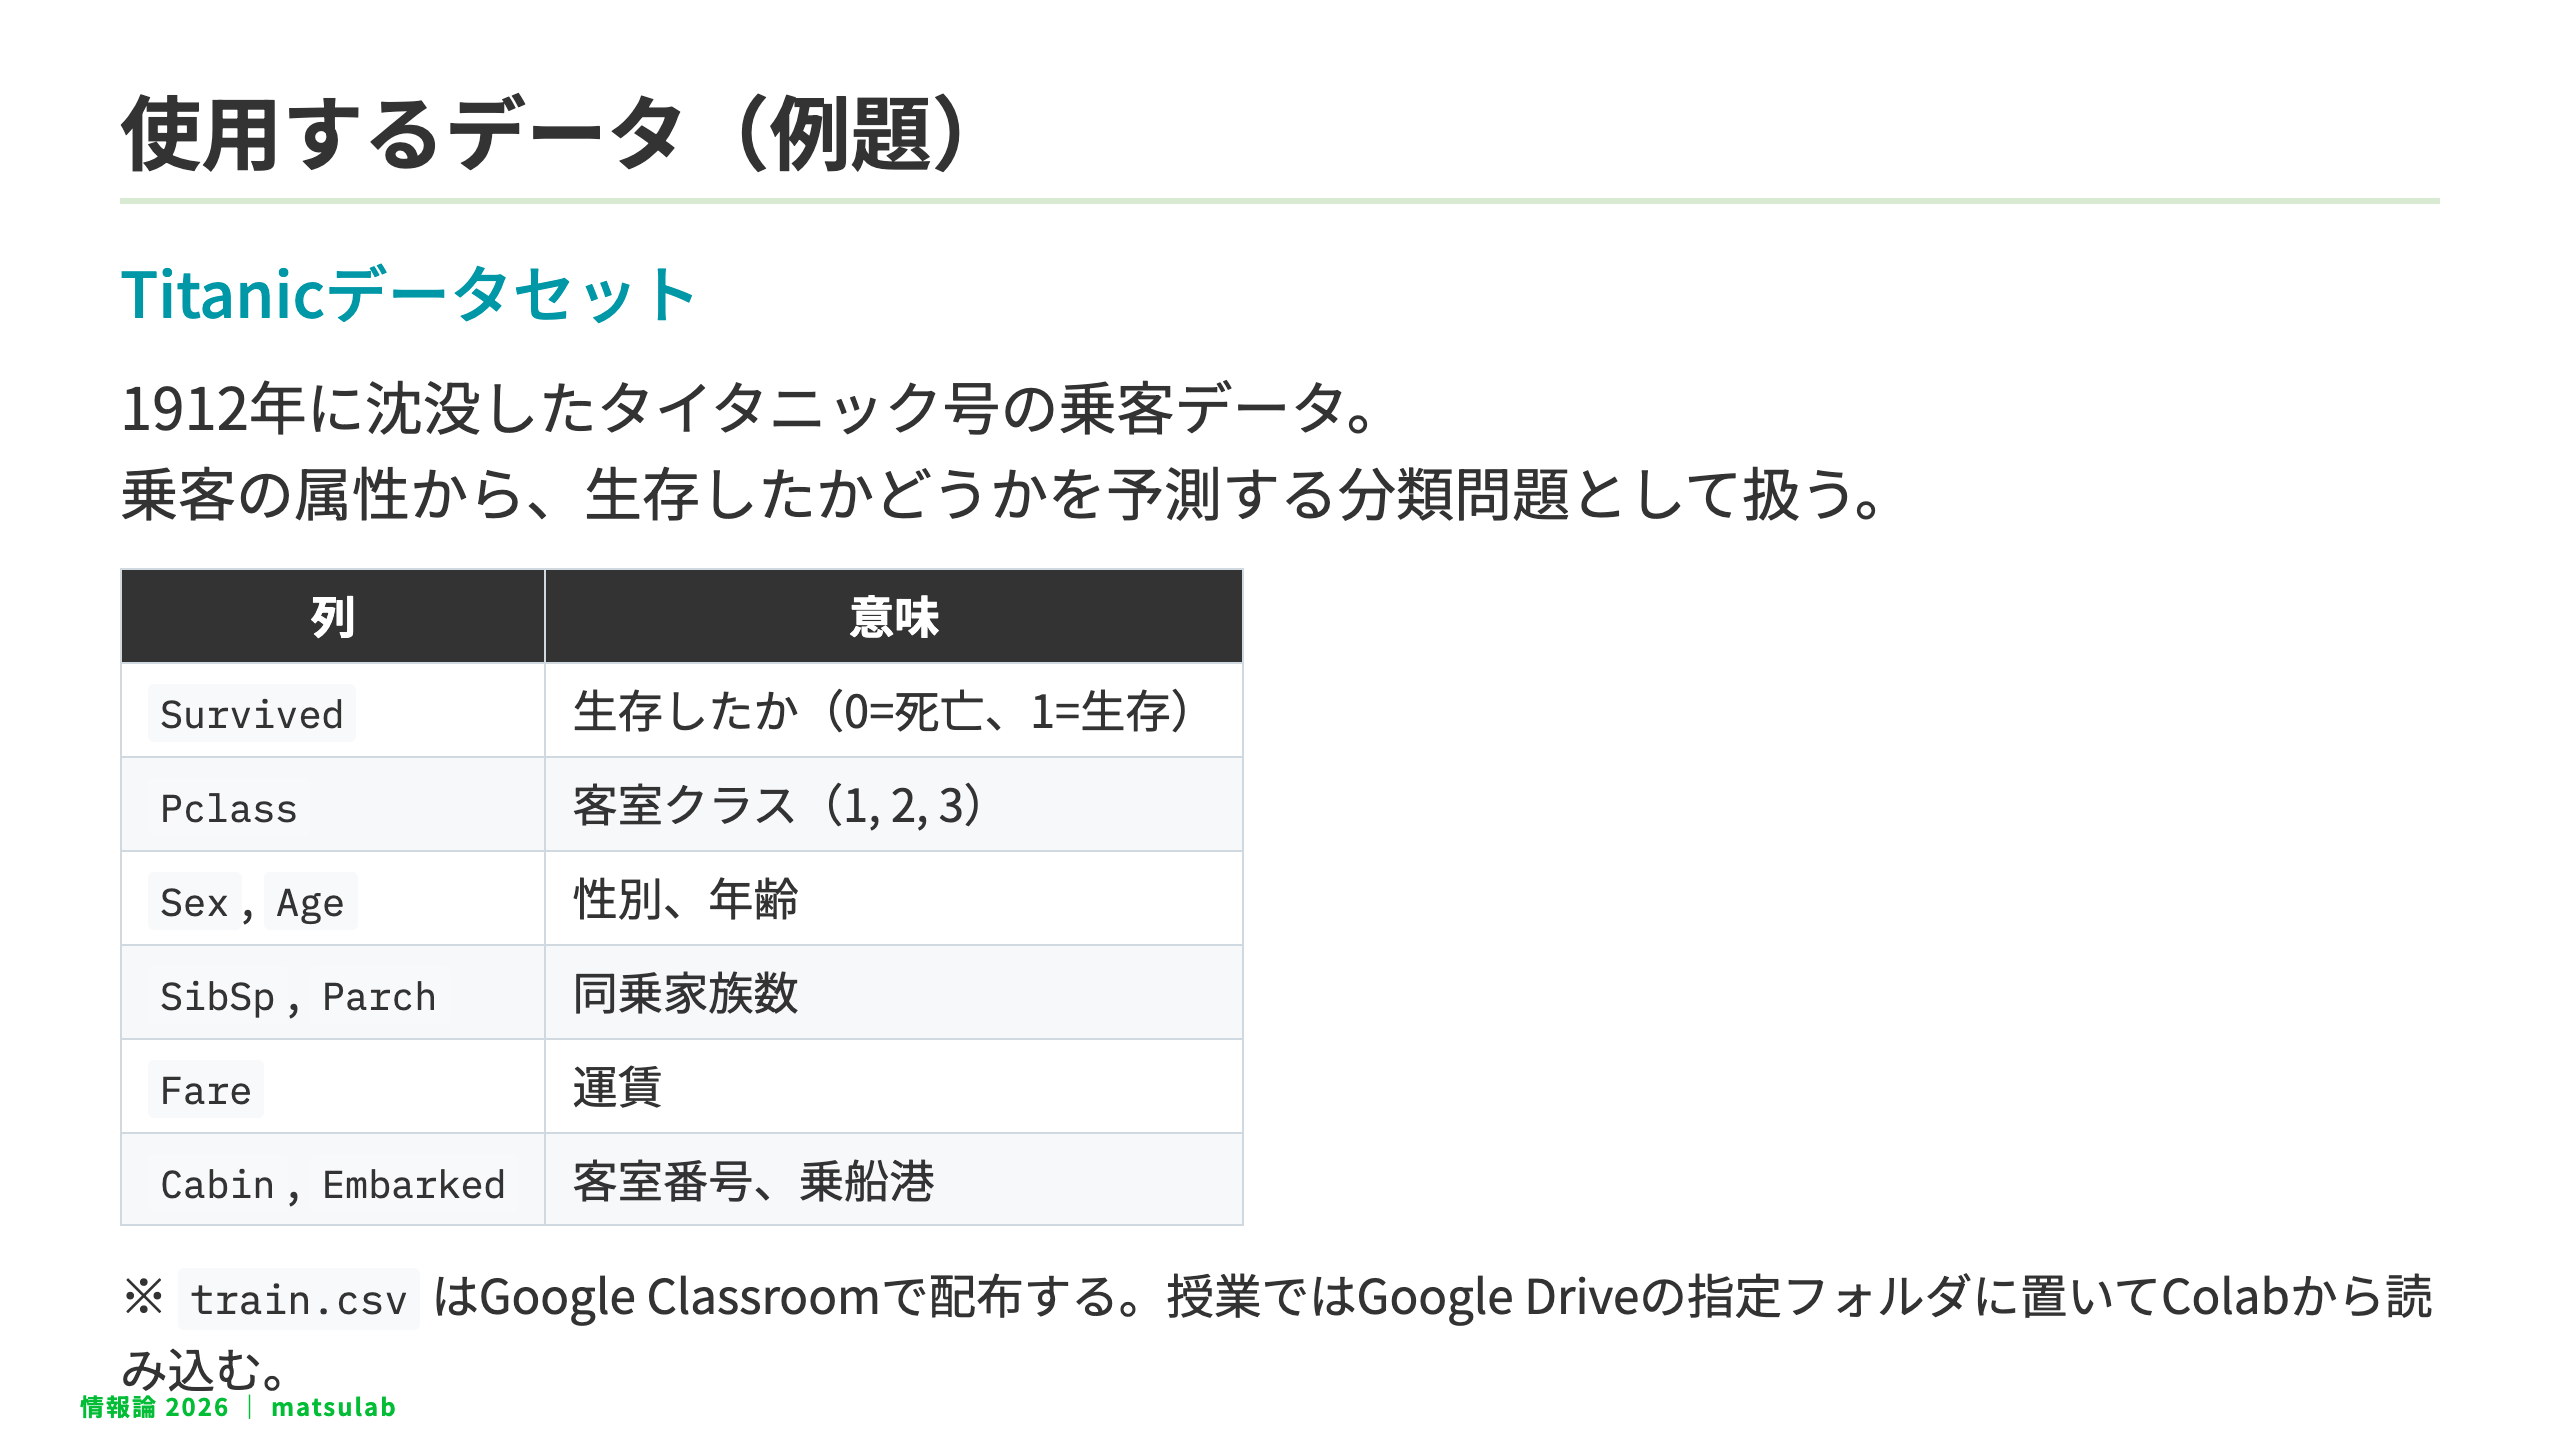 使用するデータ（例題）
Titanicデータセット
1912年に沈没したタイタニック号の乗客データ。
乗客の属性から、生存したかどうかを予測する分類問題として扱う。
列 意味
Survived 生存したか（0=死亡、1=生存）
Pclass 客室クラス（1, 2, 3）
Sex, Age 性別、年齢
SibSp, Parch 同乗家族数
Fare 運賃
Cabin, Embarked 客室番号、乗船港
※ train.csv はGoogle Classroomで配布する。授業ではGoogle Driveの指定フォルダに置いてColabから読
み込む。
情報論 2026 ｜ matsulab